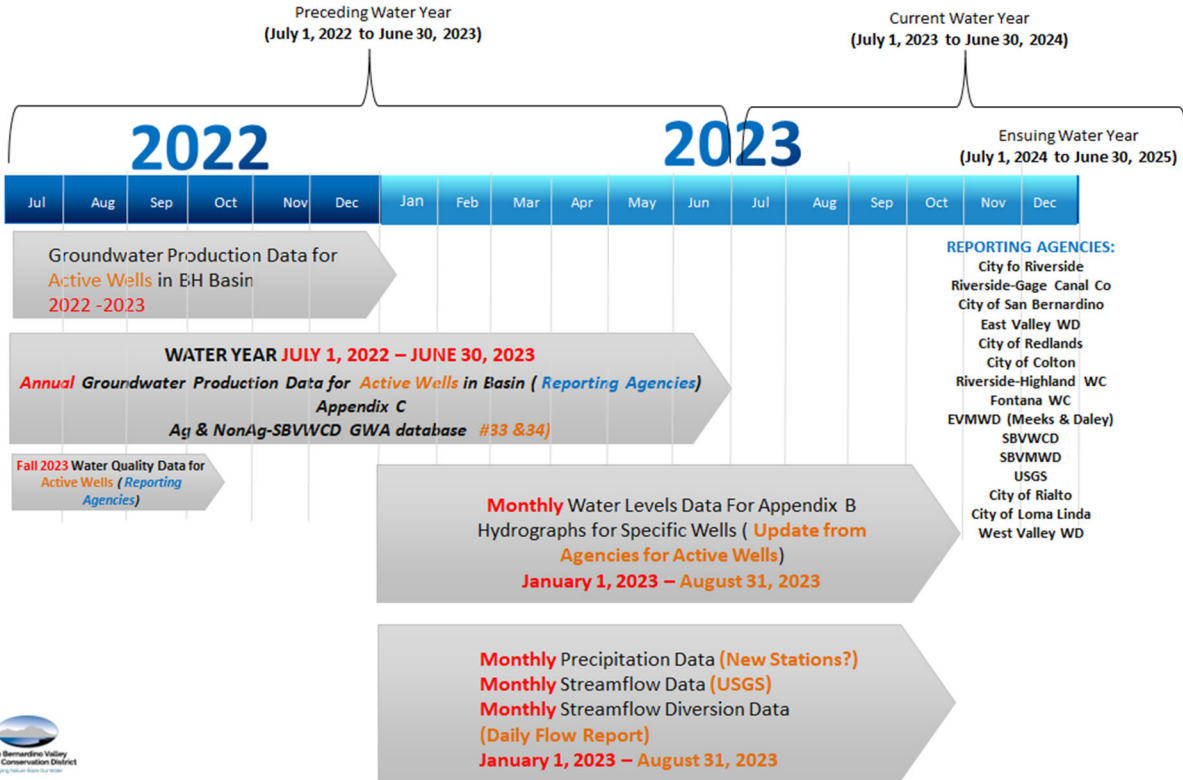 Preceding Water Year
(July 1, 2022 to June 30, 2023)
Current Water Year
(July 1, 2023 to June 30, 2024)
2022
2023
Ensuing Water Year
(July 1, 2024 to June 30, 2025)
Jul Aug Sep Oct Nov Dec Jan Feb Mar Apr May Jun Jul Aug Sep Oct Nov Dec
Groundwater Production Data for
Active Wells in BH Basin
2022 -2023
WATER YEAR JULY 1, 2022 – JUNE 30, 2023
Annual Groundwater Production Data for Active Wells in Basin ( Reporting Agencies)
Appendix C
Ag & NonAg-SBVWCD GWA database #33 &34)
Fall 2023 Water Quality Data for
Active Wells ( Reporting
Agencies)
Monthly Water Levels Data For Appendix B
Hydrographs for Specific Wells ( Update from
Agencies for Active Wells)
January 1, 2023 – August 31, 2023
Monthly Precipitation Data (New Stations?)
Monthly Streamflow Data (USGS)
Monthly Streamflow Diversion Data
(Daily Flow Report)
January 1, 2023 – August 31, 2023
REPORTING AGENCIES:
City fo Riverside
Riverside-Gage Canal Co
City of San Bernardino
East Valley WD
City of Redlands
City of Colton
Riverside-Highland WC
Fontana WC
EVMWD (Meeks & Daley)
SBVWCD
SBVMWD
USGS
City of Rialto
City of Loma Linda
West Valley WD
Bernardino Valley
Conservation District